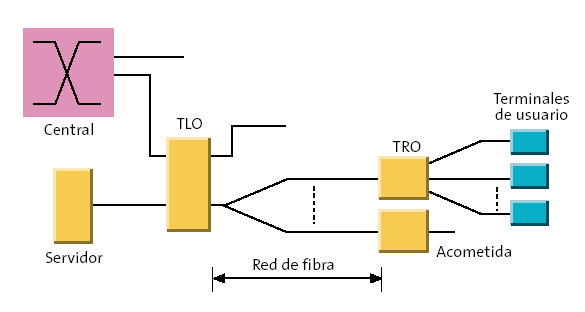 Terminales
de usuario
Central
TLO
TRO
Servidor
Acometida
Red de fibra